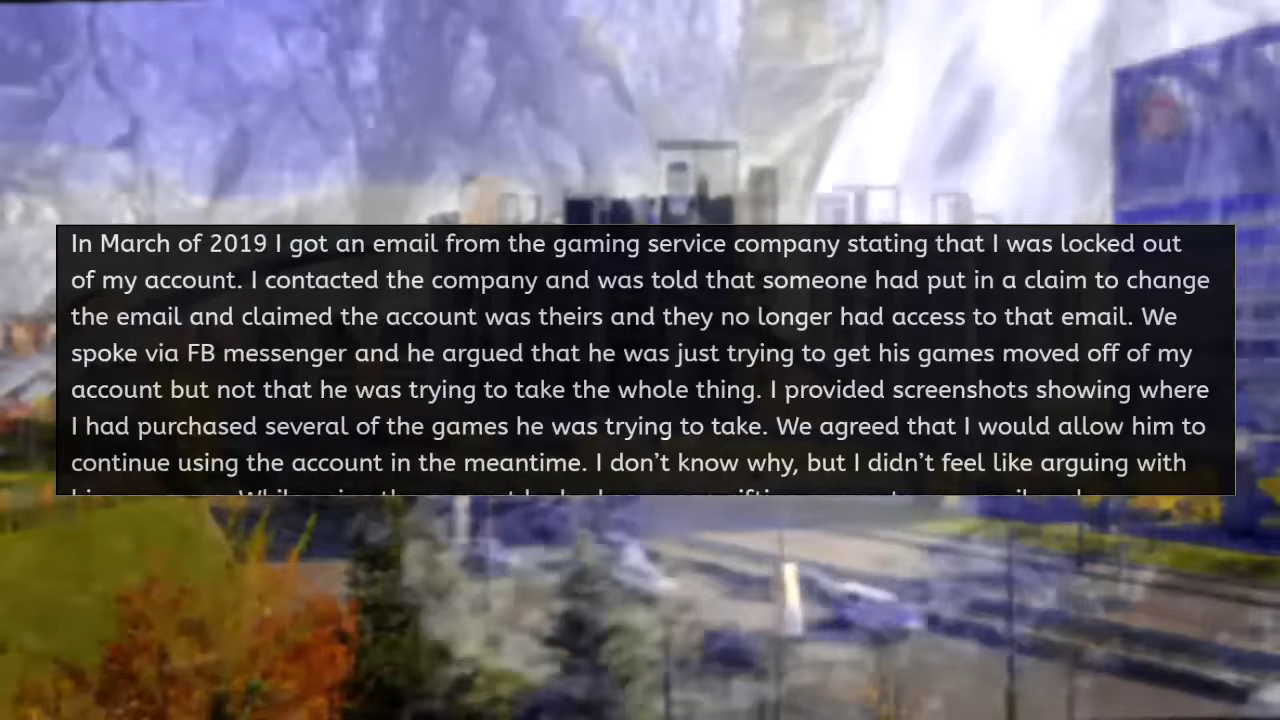 In March of 2019 I got an email from the gaming service company stating that I was locked out
of my account. I contacted the company and was told that someone had put in a claim to change
the email and claimed the account was theirs and they no longer had access to that email. We
spoke via FB messenger and he argued that he was just trying to get his games moved off of my
account but not that he was trying to take the whole thing. I provided screenshots showing where
I had purchased several of the games he was trying to take. We agreed that I would allow him to
continue using the account in the meantime. I don’t know why, but I didn’t feel like arguing with